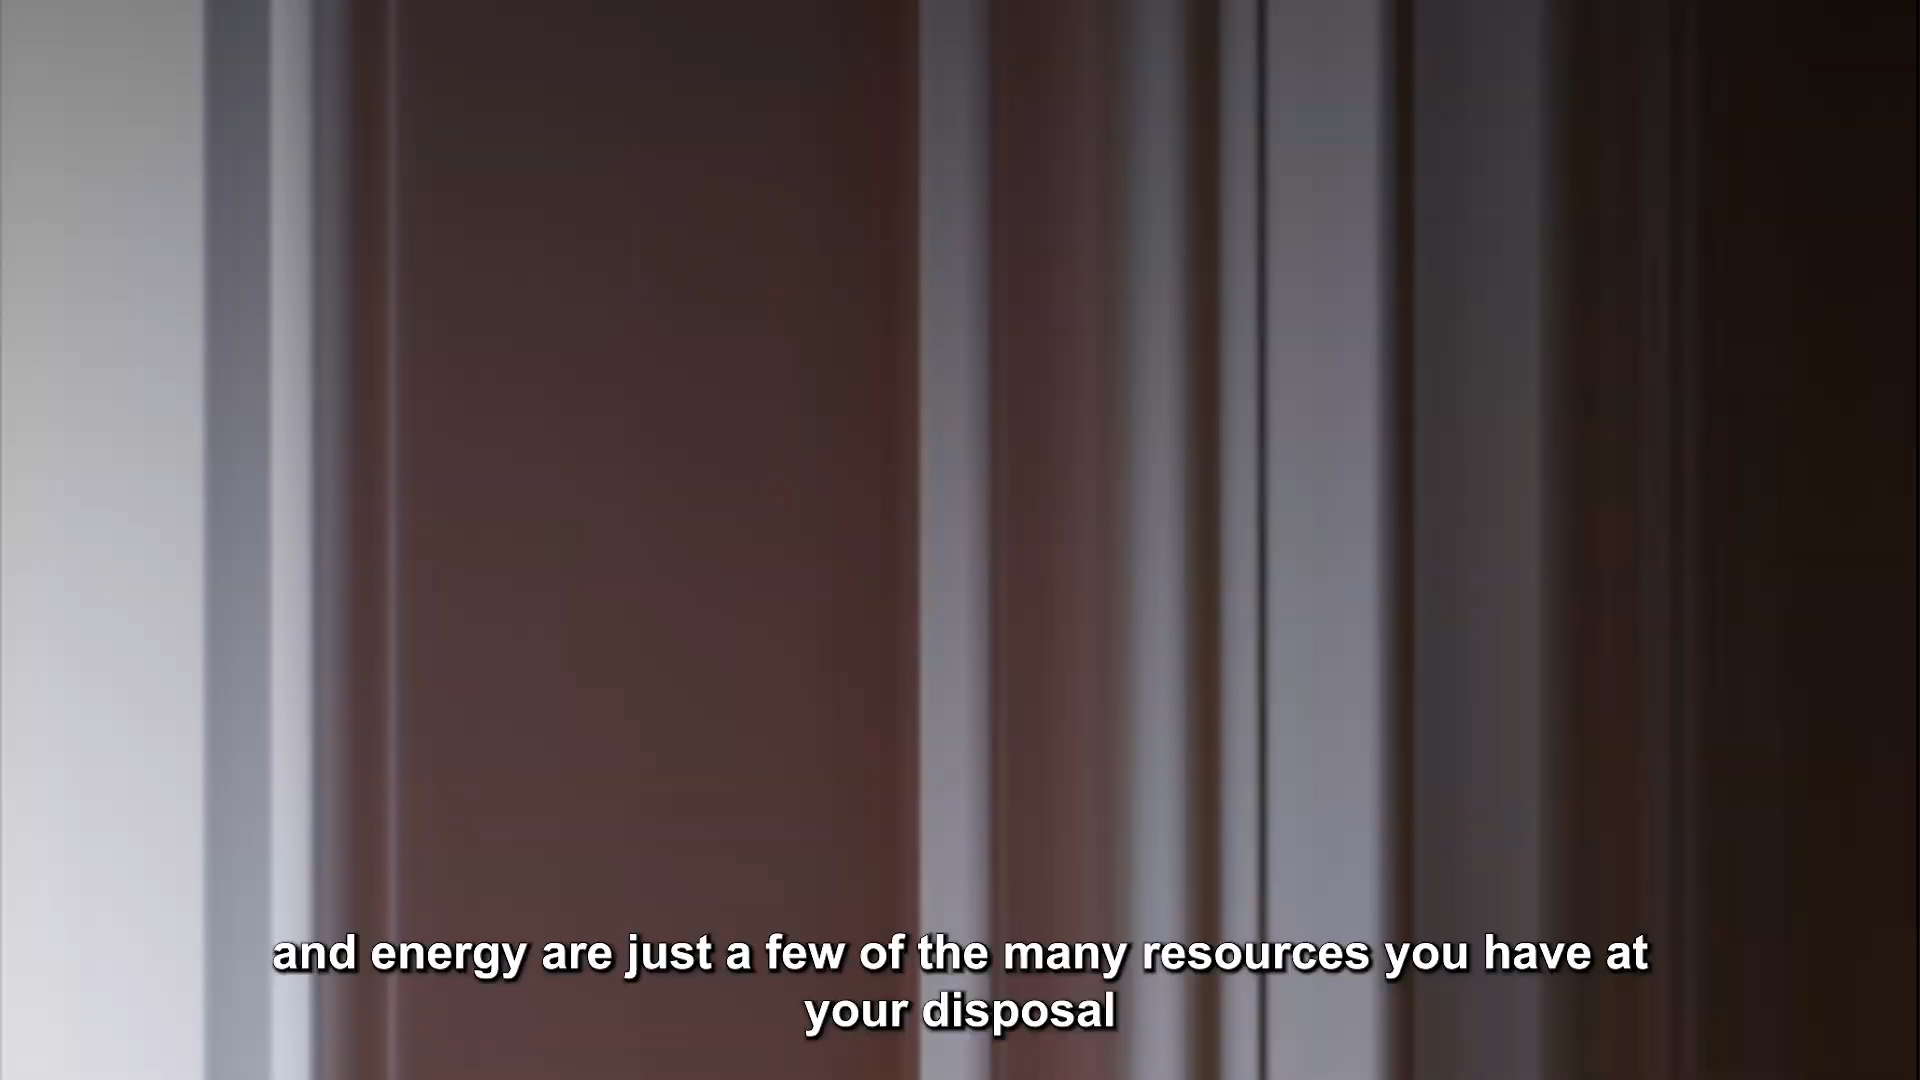 and energy are just a few of the many resources you have at
your disposal